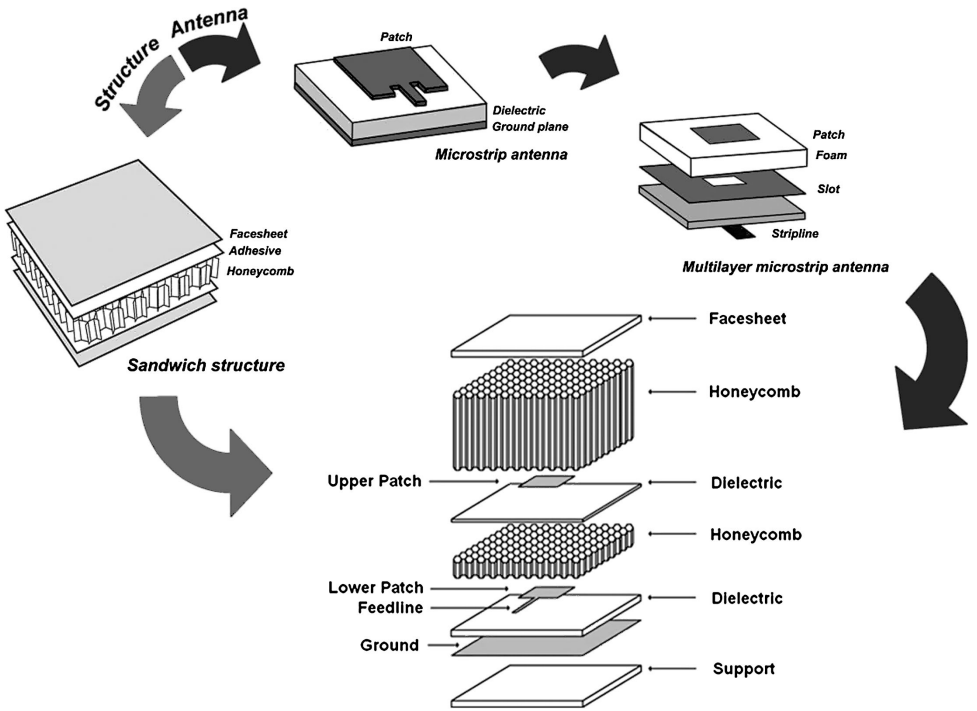 Structure
Antenna
Patch
Dielectric
Ground plane
Microstrip antenna
Patch
Foam
Slot
Stripline
Multilayer microstrip antenna
Facesheet
Adhesive
Honeycomb
Sandwich structure
Facesheet
Honeycomb
Upper Patch
Dielectric
Honeycomb
Lower Patch
Feedline
Dielectric
Ground
Support